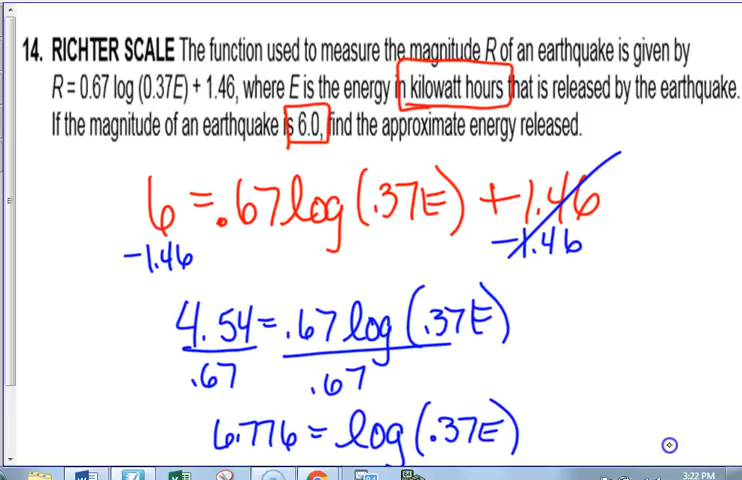 14. RICHTER SCALE The function used to measure the magnitude R of an earthquake is given by
R = 0.67 log (0.37E) + 1.46, where E is the energy in kilowatt hours that is released by the earthquake.
If the magnitude of an earthquake is 6.0, find the approximate energy released.
6 = .67 log (.37E) + 1.46
-1.46 -1.46
4.54 = .67 log (.37E)
.67 .67
6.776 = log (.37E)
3:22 PM